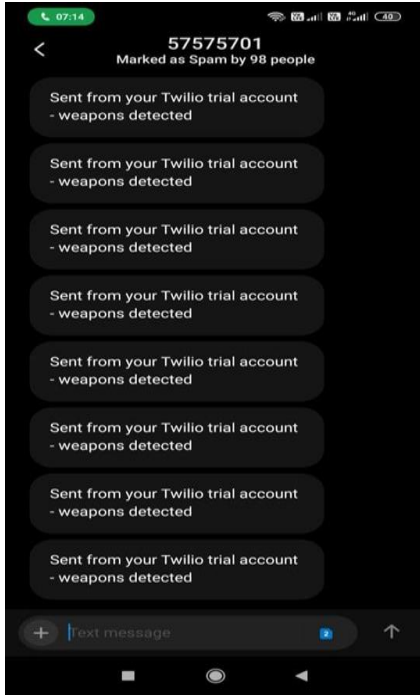 07:14
40
57575701
Marked as Spam by 98 people
Sent from your Twilio trial account
- weapons detected
Sent from your Twilio trial account
- weapons detected
Sent from your Twilio trial account
- weapons detected
Sent from your Twilio trial account
- weapons detected
Sent from your Twilio trial account
- weapons detected
Sent from your Twilio trial account
- weapons detected
Sent from your Twilio trial account
- weapons detected
Sent from your Twilio trial account
- weapons detected
Text message
2